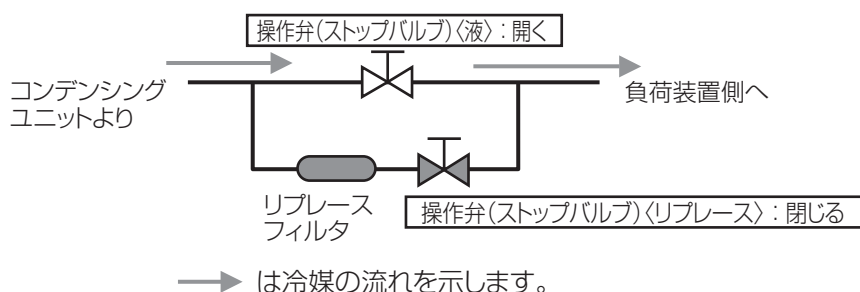 操作弁(ストップバルブ)〈液〉:開く
コンデンシング
ユニットより
負荷装置側へ
リプレース
フィルタ
操作弁(ストップバルブ)〈リプレース〉:閉じる
は冷媒の流れを示します。